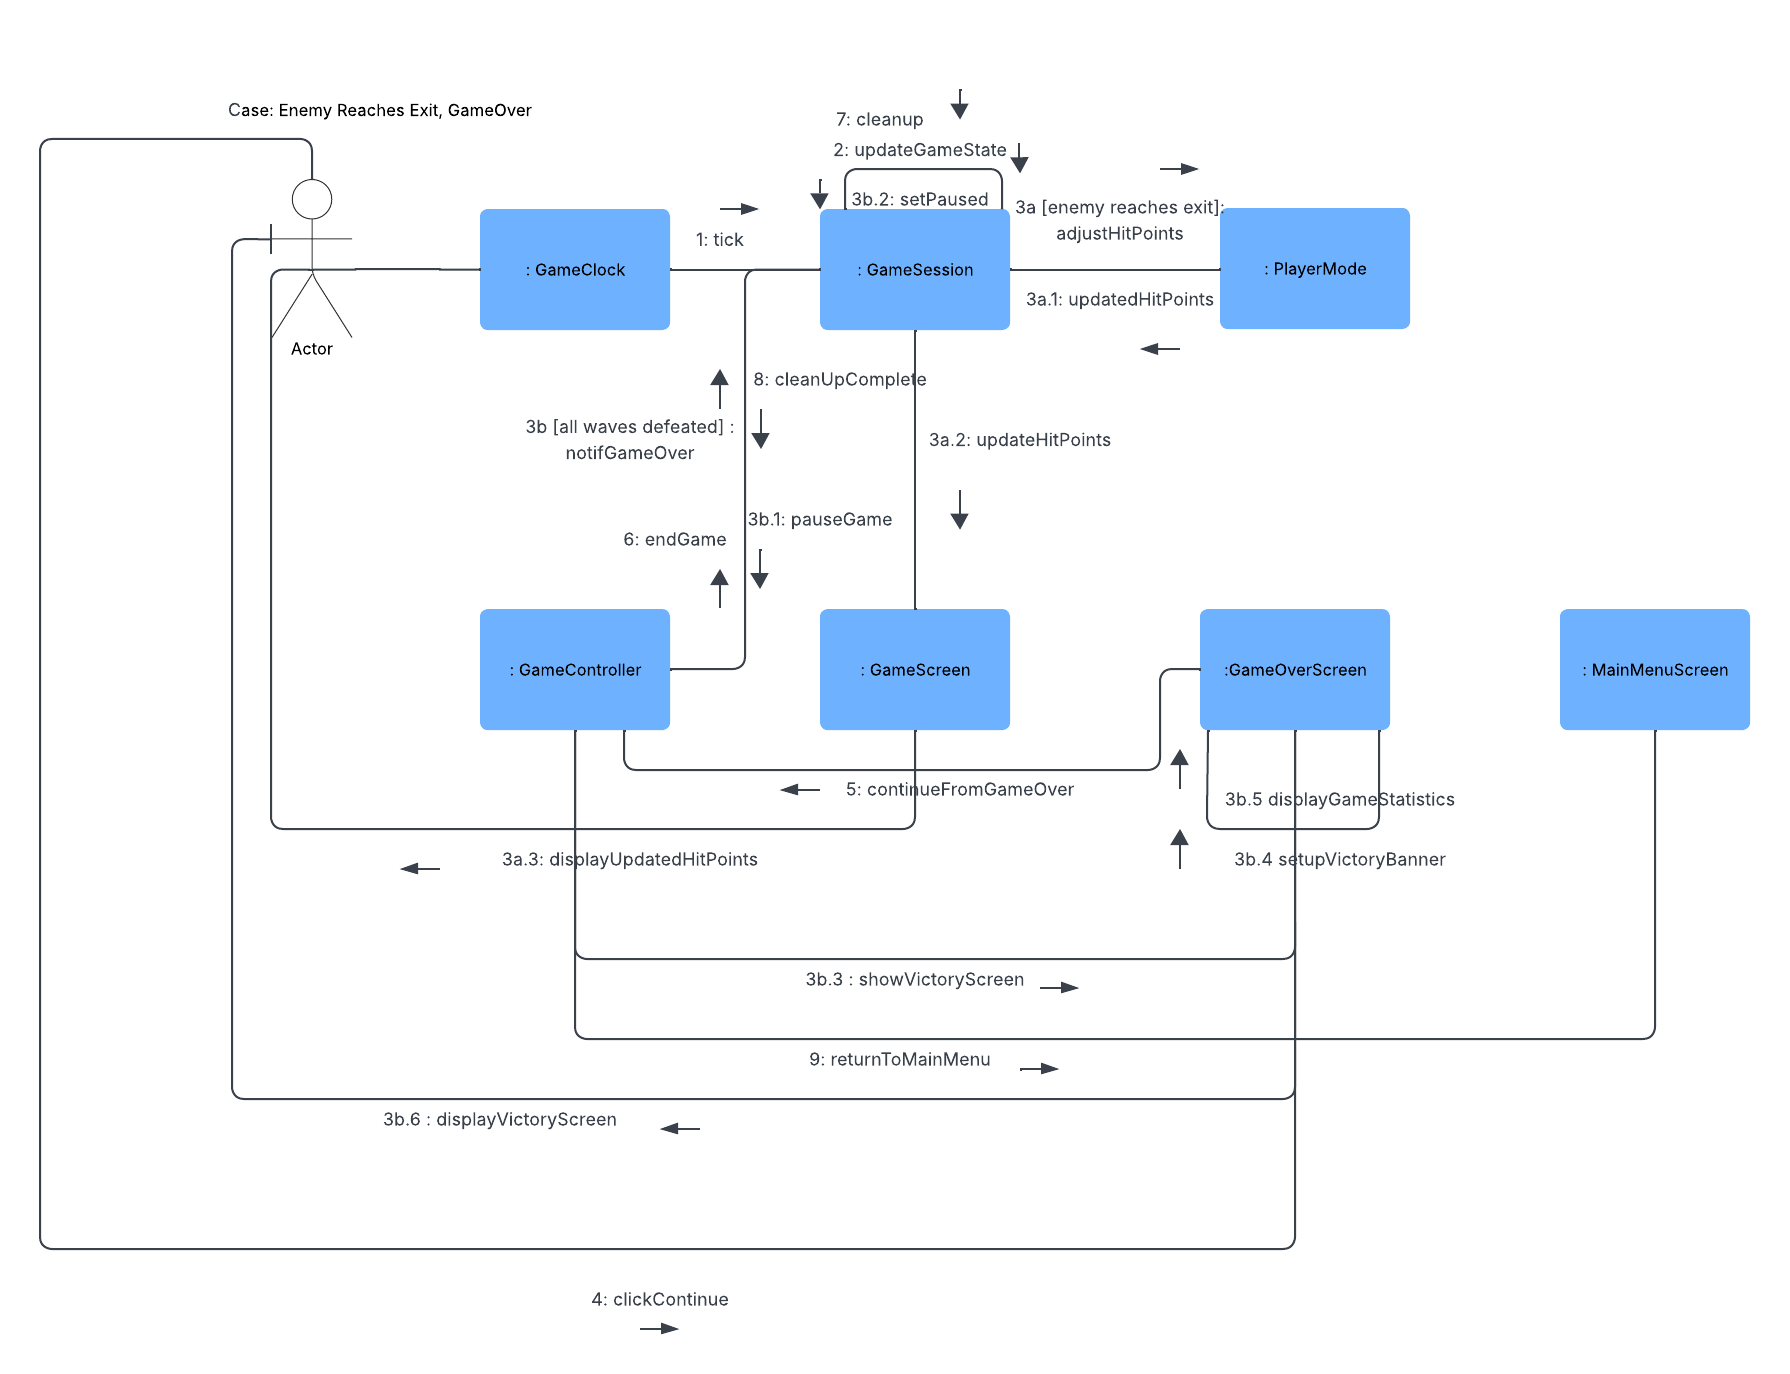 Case: Enemy Reaches Exit, GameOver
7: cleanup
2: updateGameState
3b.2: setPaused
3a [enemy reaches exit]:
adjustHitPoints
1: tick
: GameClock
: GameSession
: PlayerMode
3a.1: updatedHitPoints
Actor
8: cleanUpComplete
3b [all waves defeated] :
notifGameOver
3a.2: updateHitPoints
3b.1: pauseGame
6: endGame
: GameController
: GameScreen
:GameOverScreen
: MainMenuScreen
5: continueFromGameOver
3b.5 displayGameStatistics
3a.3: displayUpdatedHitPoints
3b.4 setupVictoryBanner
3b.3 : showVictoryScreen
9: returnToMainMenu
3b.6 : displayVictoryScreen
4: clickContinue